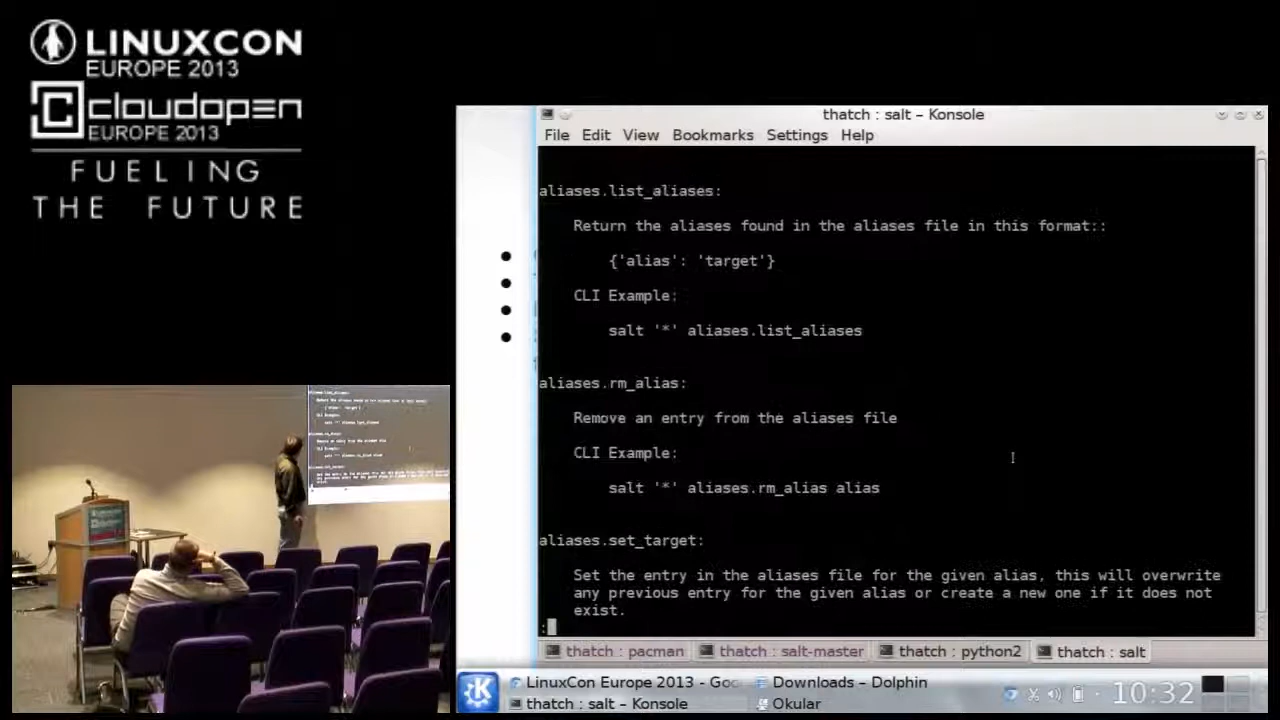 LINUXCON
EUROPE 2013
cloudopen
EUROPE 2013
FUELING
THE FUTURE
thatch : salt – Konsole
File Edit View Bookmarks Settings Help
aliases.list_aliases:
Return the aliases found in the aliases file in this format::
{'alias': 'target'}
CLI Example:
salt '*' aliases.list_aliases
aliases.rm_alias:
Remove an entry from the aliases file
CLI Example:
salt '*' aliases.rm_alias alias
aliases.set_target:
Set the entry in the aliases file for the given alias, this will overwrite
any previous entry for the given alias or create a new one if it does not
exist.
:
thatch : pacman thatch : salt-master thatch : python2 thatch : salt
LinuxCon Europe 2013 - Goo Downloads – Dolphin
thatch : salt – Konsole Okular
10:32